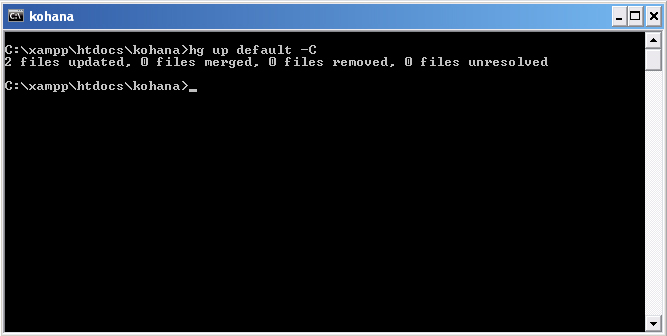 kohana
C:\xampp\htdocs\kohana>hg up default -C
2 files updated, 0 files merged, 0 files removed, 0 files unresolved
C:\xampp\htdocs\kohana>_